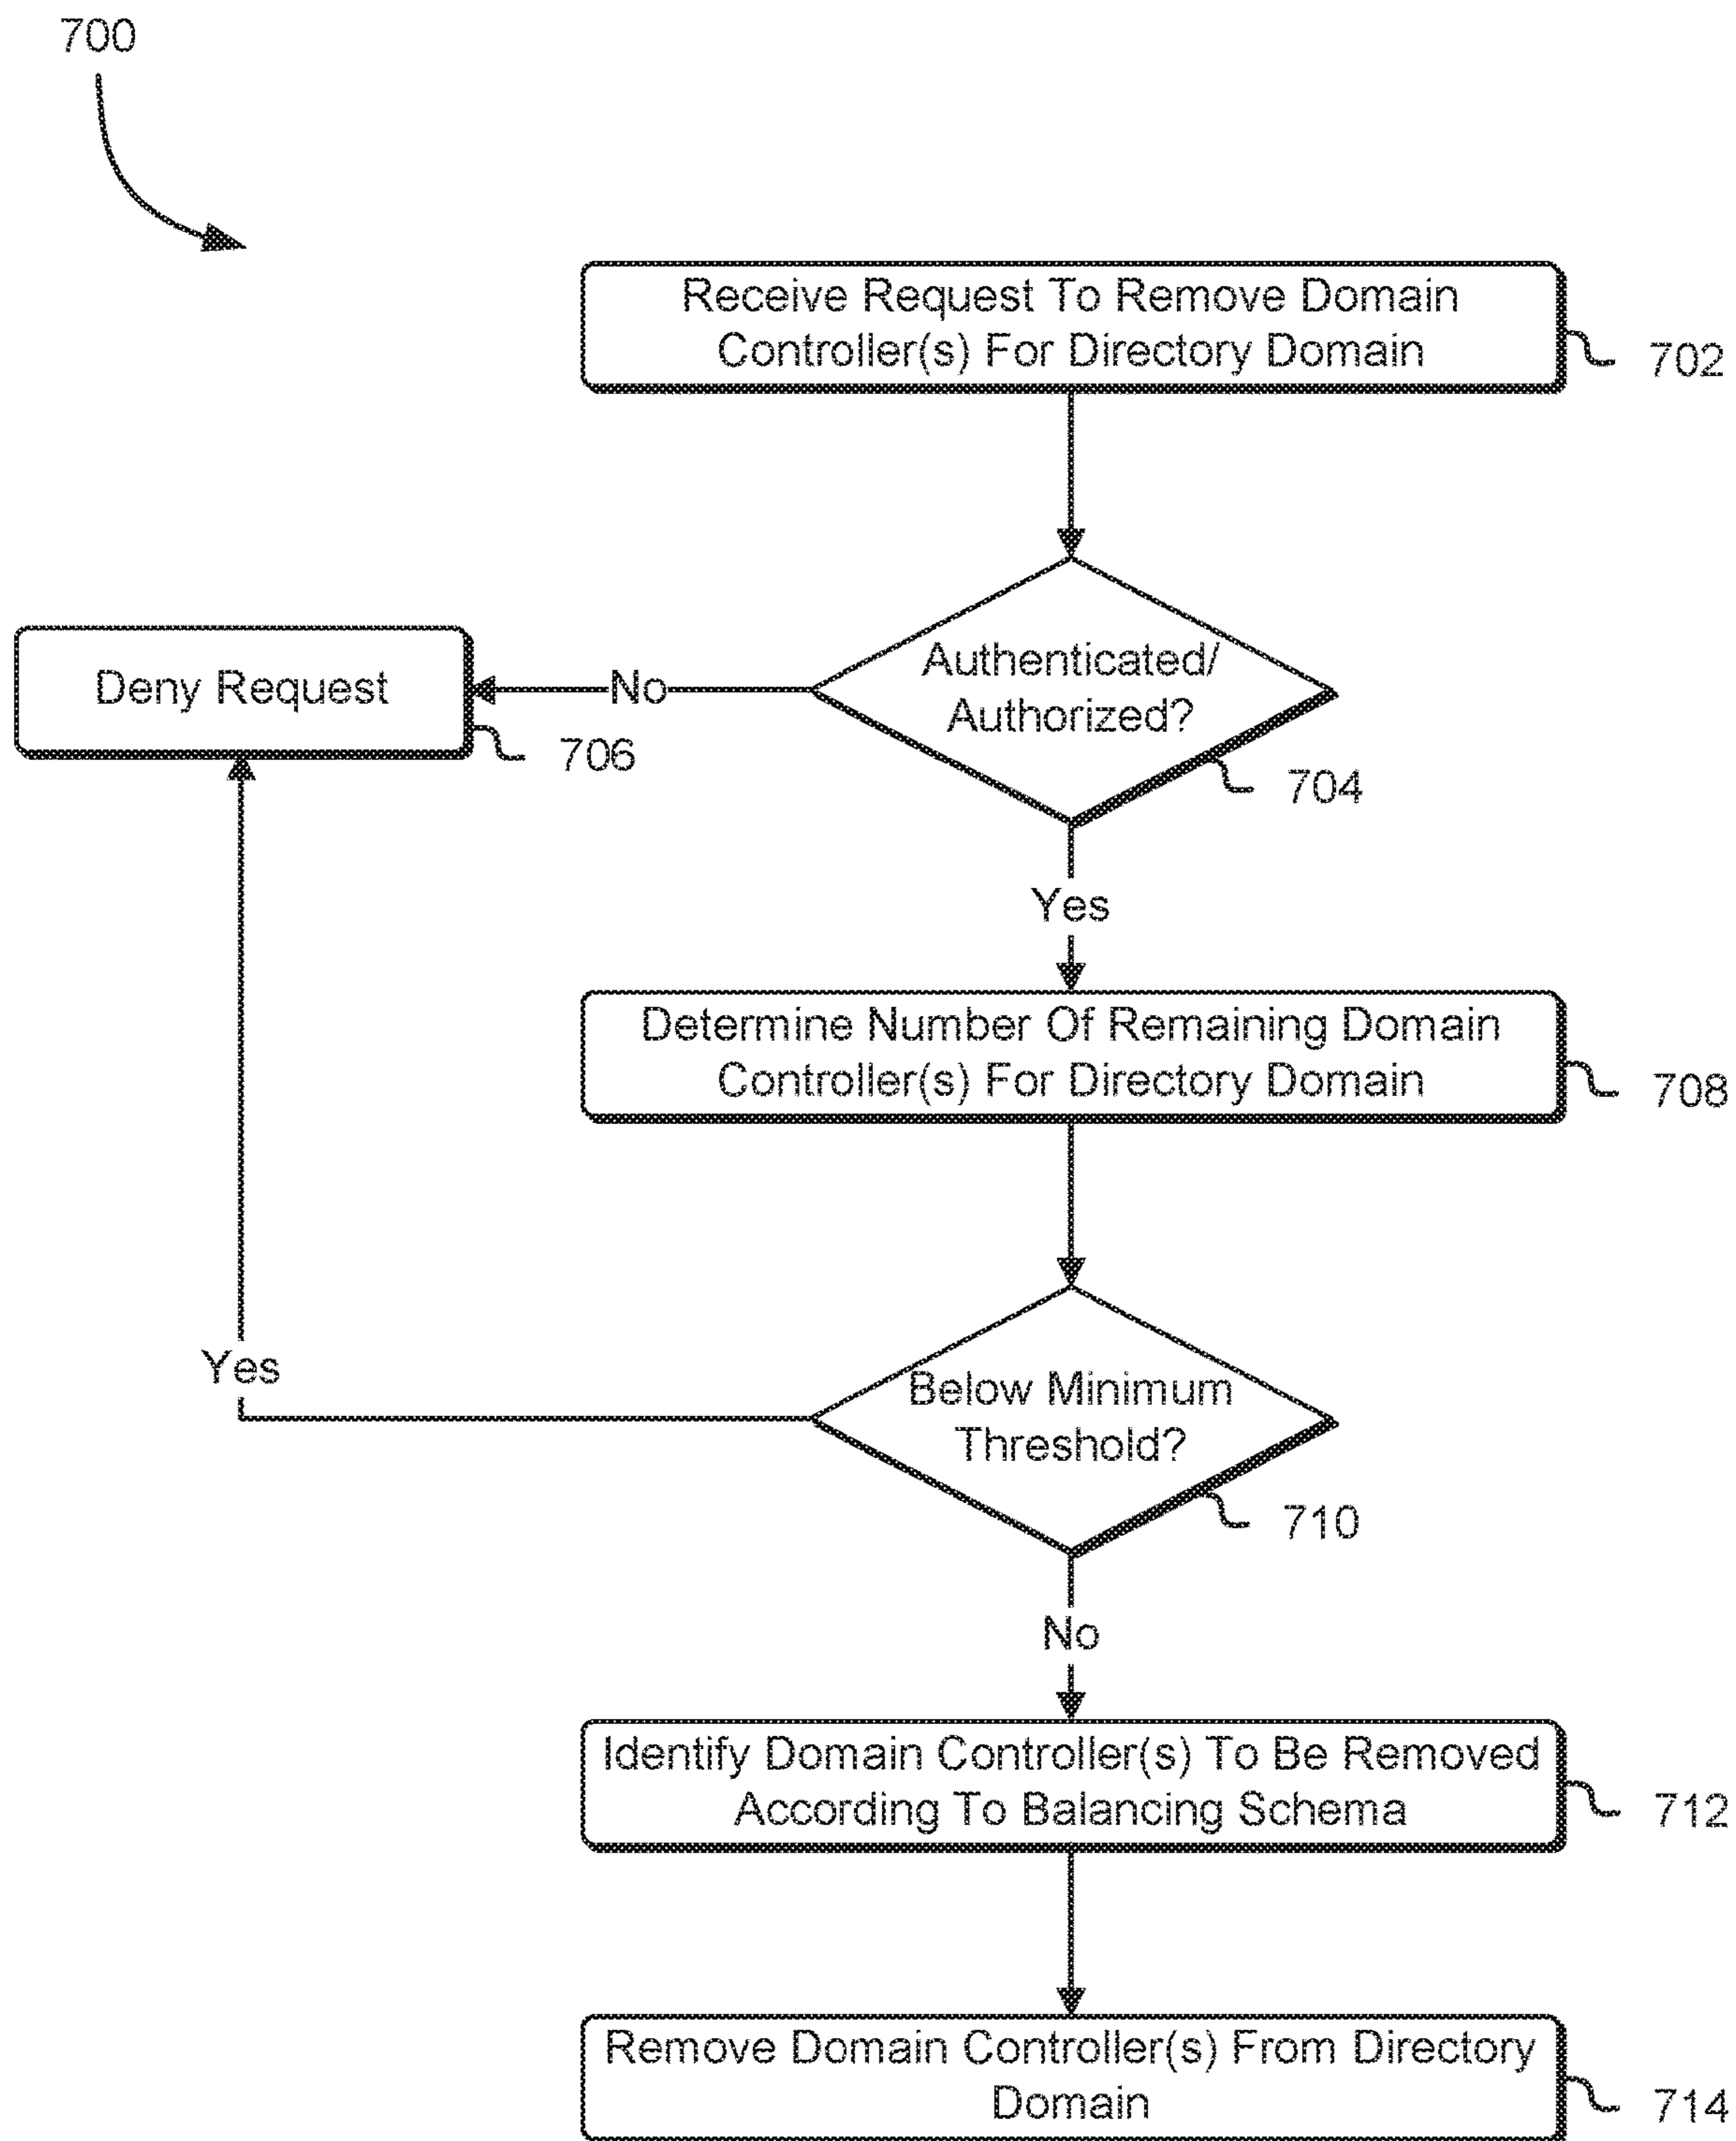 700
Receive Request To Remove Domain
Controller(s) For Directory Domain
702
Authenticated/
Authorized?
704
No
Deny Request
706
Yes
Determine Number Of Remaining Domain
Controller(s) For Directory Domain
708
Below Minimum
Threshold?
710
Yes
No
Identify Domain Controller(s) To Be Removed
According To Balancing Schema
712
Remove Domain Controller(s) From Directory
Domain
714